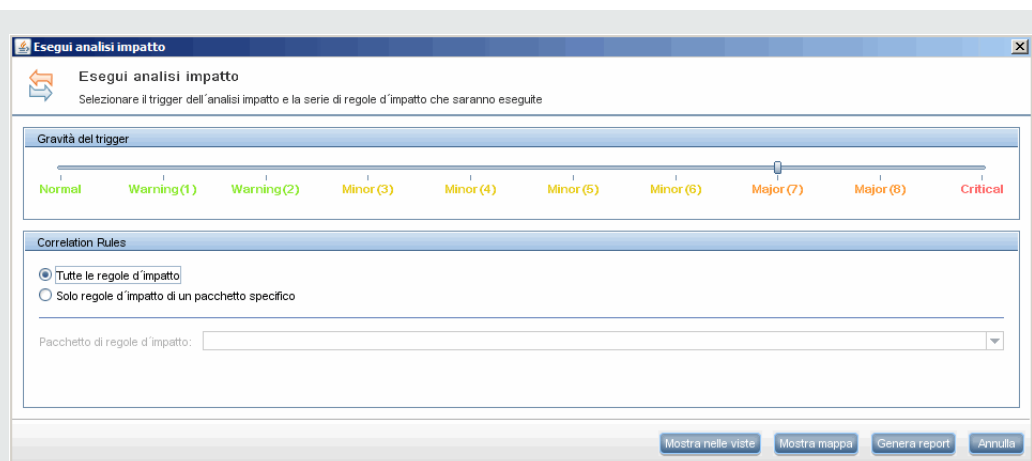 Esegui analisi impatto
Esegui analisi impatto
Selezionare il trigger dell´analisi impatto e la serie di regole d´impatto che saranno eseguite
Gravità del trigger
Normal Warning(1) Warning(2) Minor(3) Minor(4) Minor(5) Minor(6) Major(7) Major(8) Critical
Correlation Rules
Tutte le regole d´impatto
Solo regole d´impatto di un pacchetto specifico
Pacchetto di regole d´impatto:
Mostra nelle viste Mostra mappa Genera report Annulla